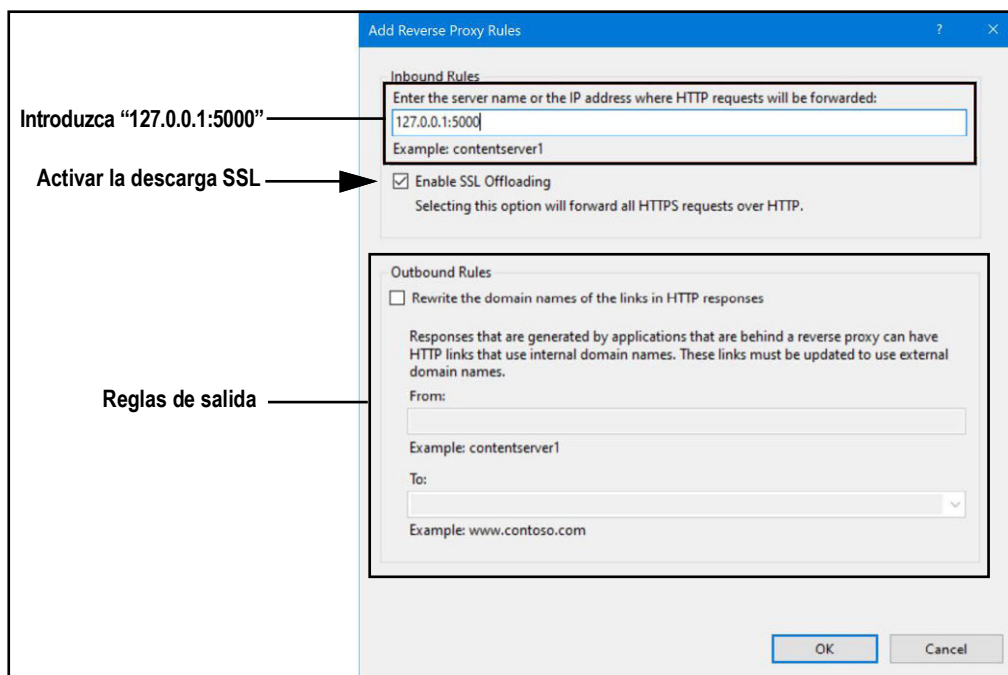 Add Reverse Proxy Rules
Inbound Rules
Enter the server name or the IP address where HTTP requests will be forwarded:
Introduzca “127.0.0.1:5000”
127.0.0.1:5000
Example: contentserver1
Activar la descarga SSL
Enable SSL Offloading
Selecting this option will forward all HTTPS requests over HTTP.
Outbound Rules
Rewrite the domain names of the links in HTTP responses
Responses that are generated by applications that are behind a reverse proxy can have
HTTP links that use internal domain names. These links must be updated to use external
domain names.
Reglas de salida
From:
Example: contentserver1
To:
Example: www.contoso.com
OK
Cancel